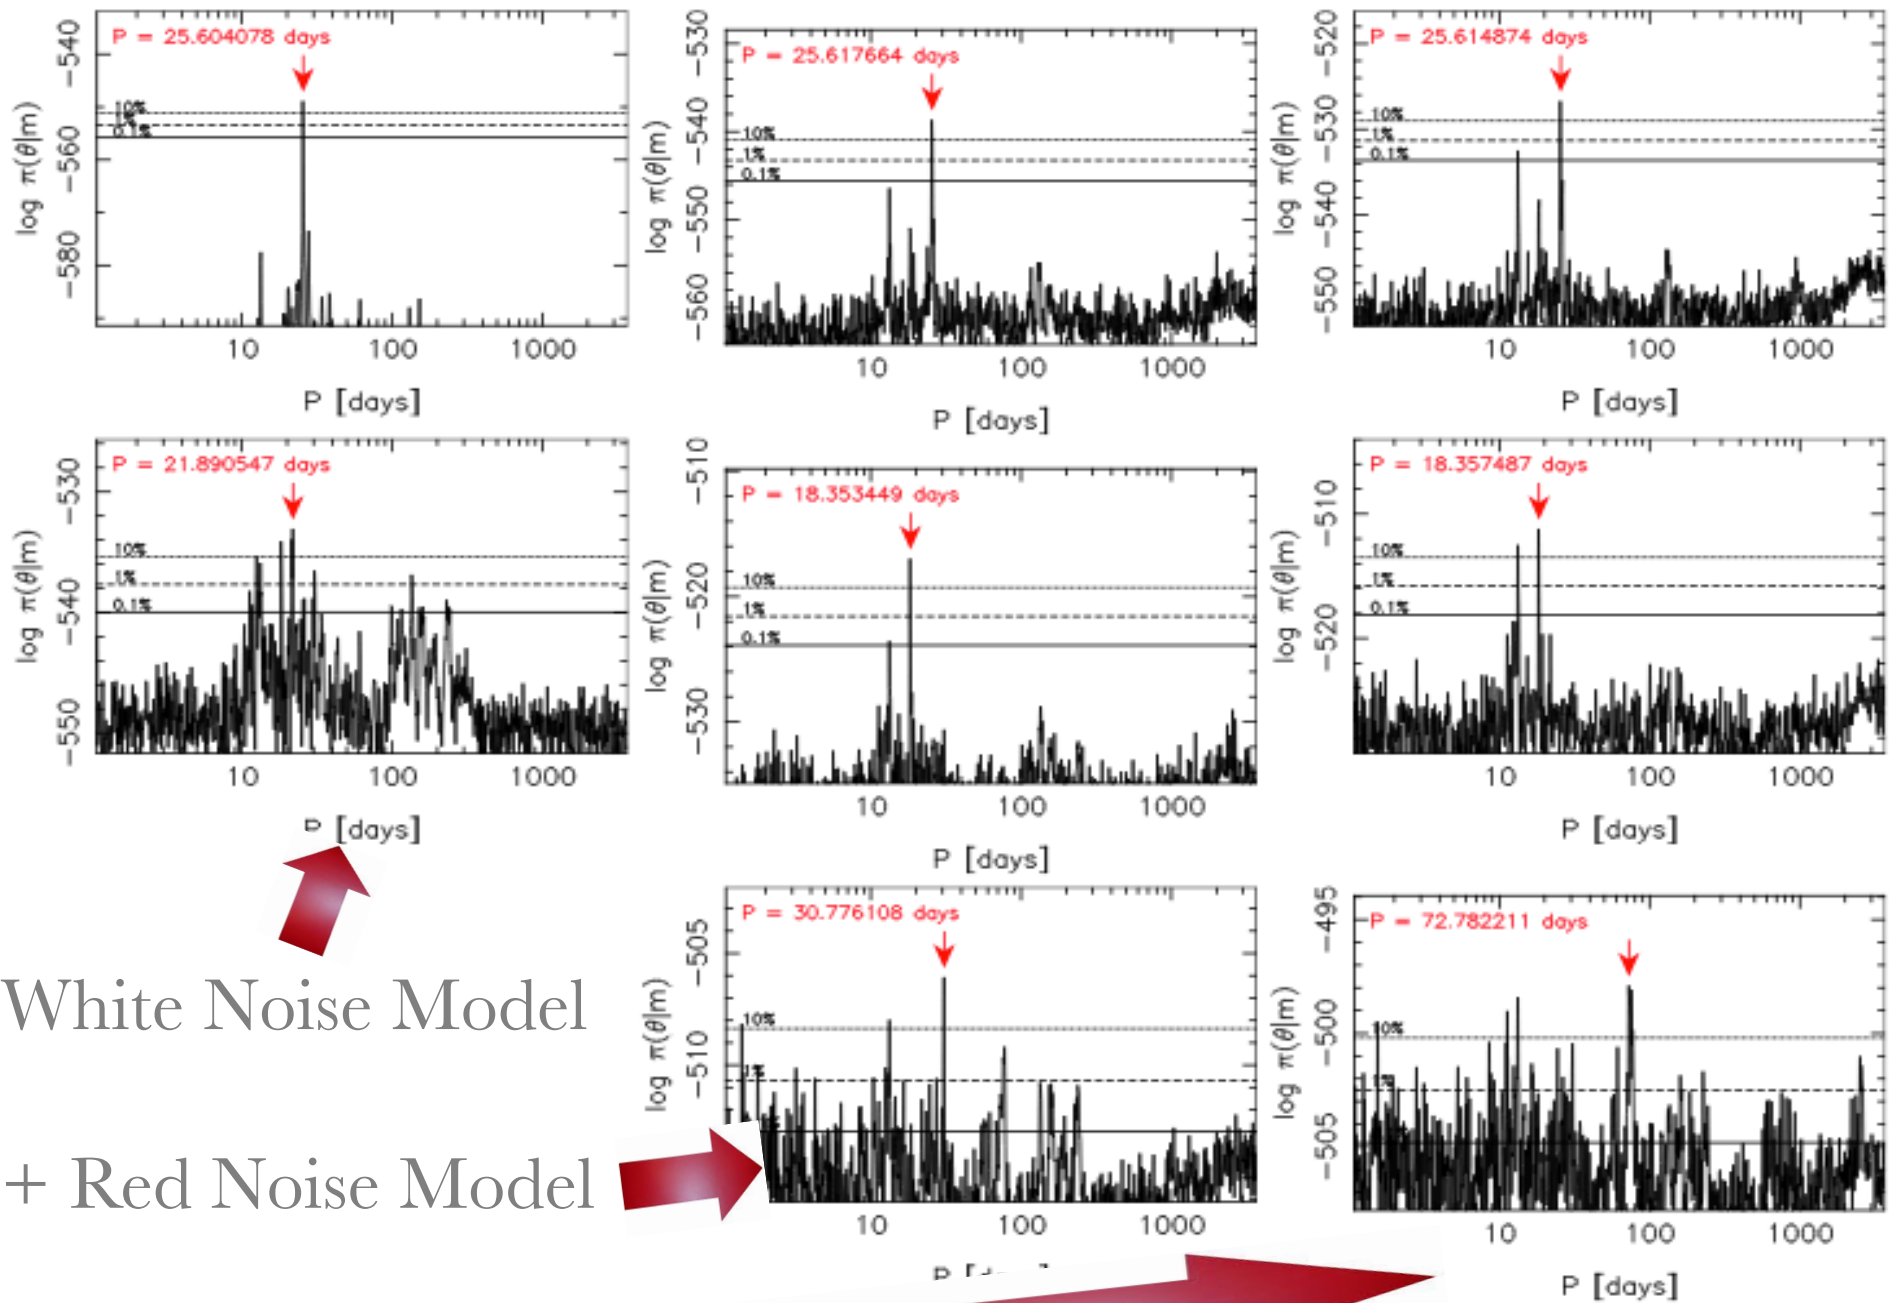 P = 25.604078 days
-540
-560
-580
10%
0.1%
log π(θ|m)
10 100 1000
P [days]
P = 25.617664 days
-530
-540
-550
-560
10%
1%
0.1%
log π(θ|m)
10 100 1000
P [days]
P = 25.614874 days
-520
-530
-540
-550
10%
1%
0.1%
log π(θ|m)
10 100 1000
P [days]
P = 21.890547 days
-530
-540
-550
10%
1%
0.1%
log π(θ|m)
10 100 1000
P [days]
P = 18.353449 days
-510
-520
-530
10%
1%
0.1%
log π(θ|m)
10 100 1000
P [days]
P = 18.357487 days
-510
-520
10%
1%
0.1%
log π(θ|m)
10 100 1000
P [days]
White Noise Model
+ Red Noise Model
P = 30.776108 days
-505
-510
10%
1%
log π(θ|m)
10 100 1000
P = 72.782211 days
-495
-500
-505
10%
1%
log π(θ|m)
10 100 1000
P [days]